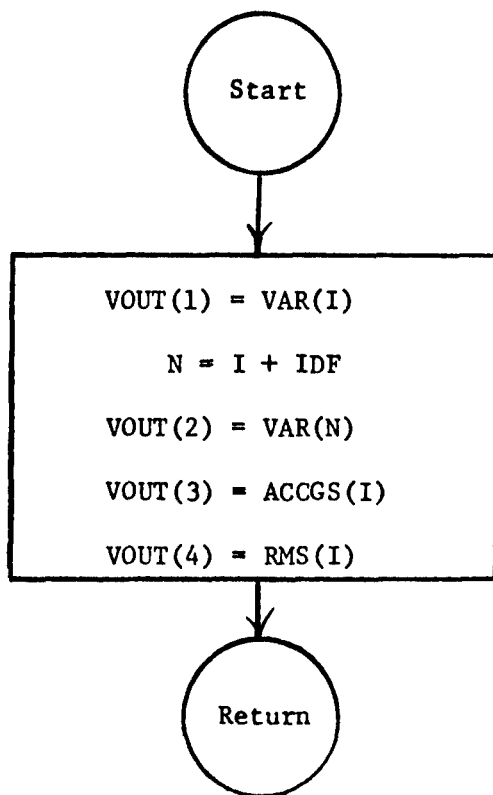 Start
VOUT(1) = VAR(I)
N = I + IDF
VOUT(2) = VAR(N)
VOUT(3) = ACCGS(I)
VOUT(4) = RMS(I)
Return